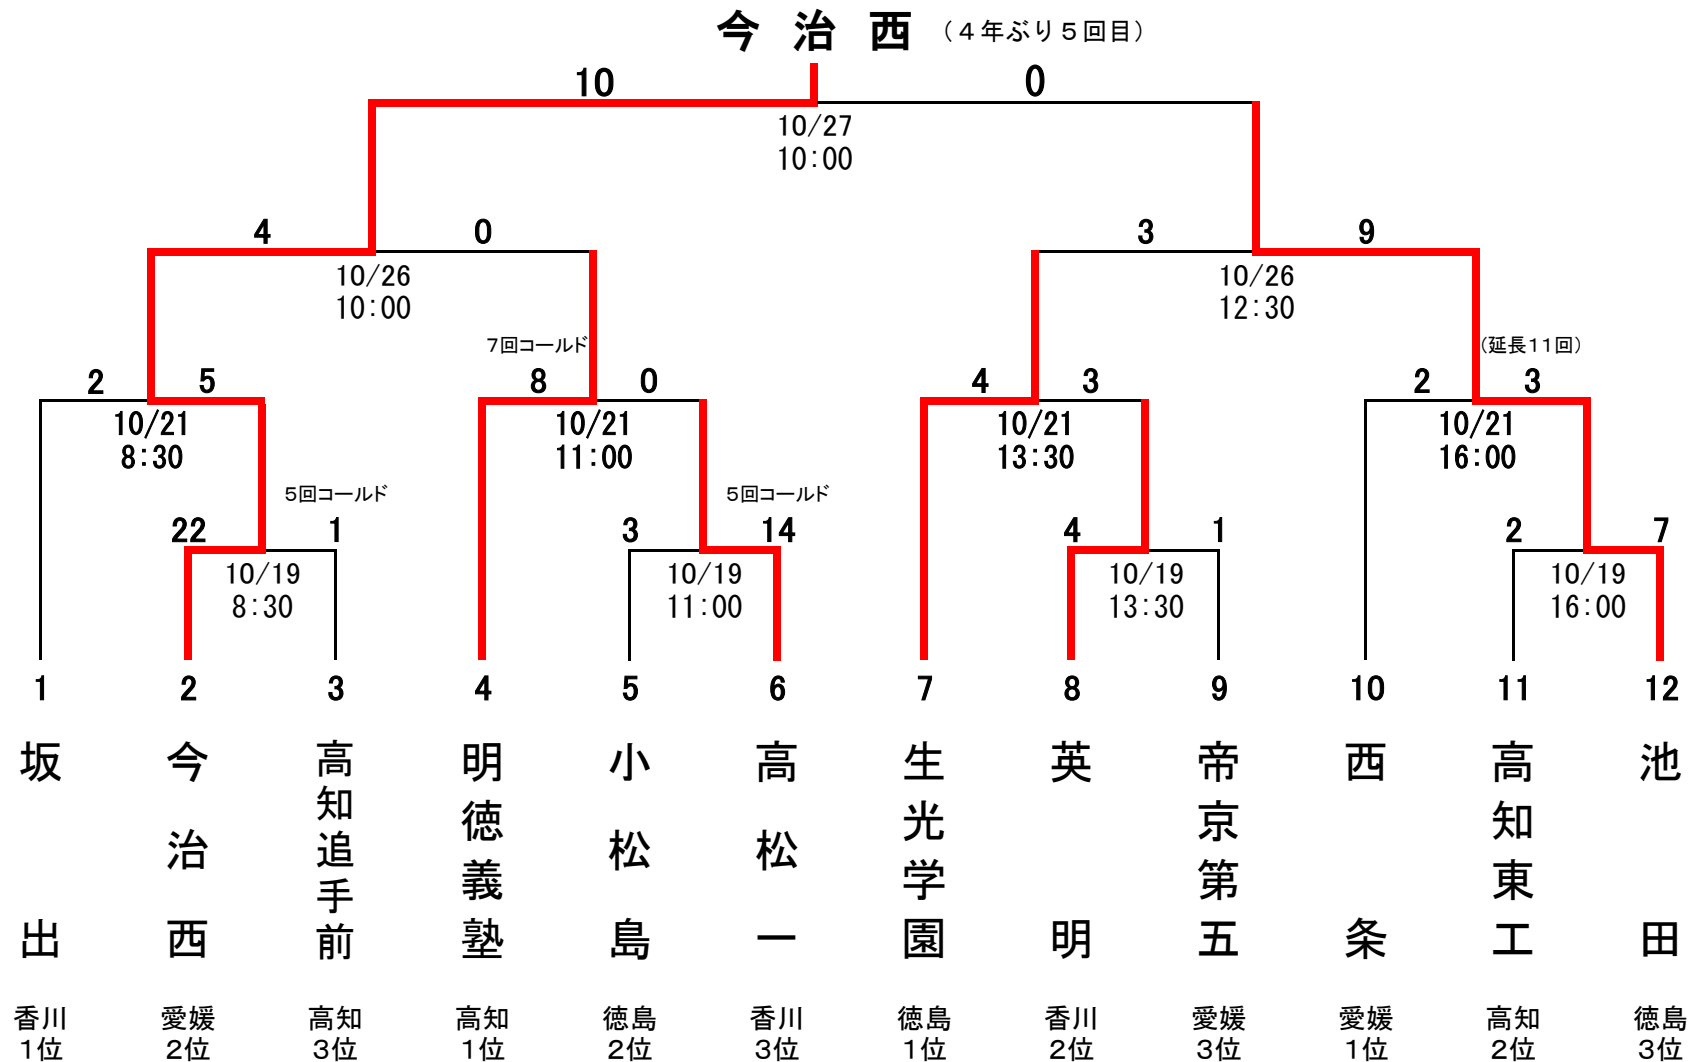 今治西 （４年ぶり５回目）
10 0
10/27
10:00
4 0 3 9
10/26 10/26
10:00 12:30
７回コールド （延長１１回）
2 5 8 0 4 3 2 3
10/21 10/21 10/21 10/21
8:30 11:00 13:30 16:00
５回コールド ５回コールド
22 1 3 14 4 1 2 7
10/19 10/19 10/19 10/19
8:30 11:00 13:30 16:00
1 2 3 4 5 6 7 8 9 10 11 12
坂出
今治西
高知追手前
明徳義塾
小松島
高松一
生光学園
英明
帝京第五
西条
高知東工
池田
香川 愛媛 高知 高知 徳島 香川 徳島 香川 愛媛 愛媛 高知 徳島
１位 ２位 ３位 １位 ２位 ３位 １位 ２位 ３位 １位 ２位 ３位